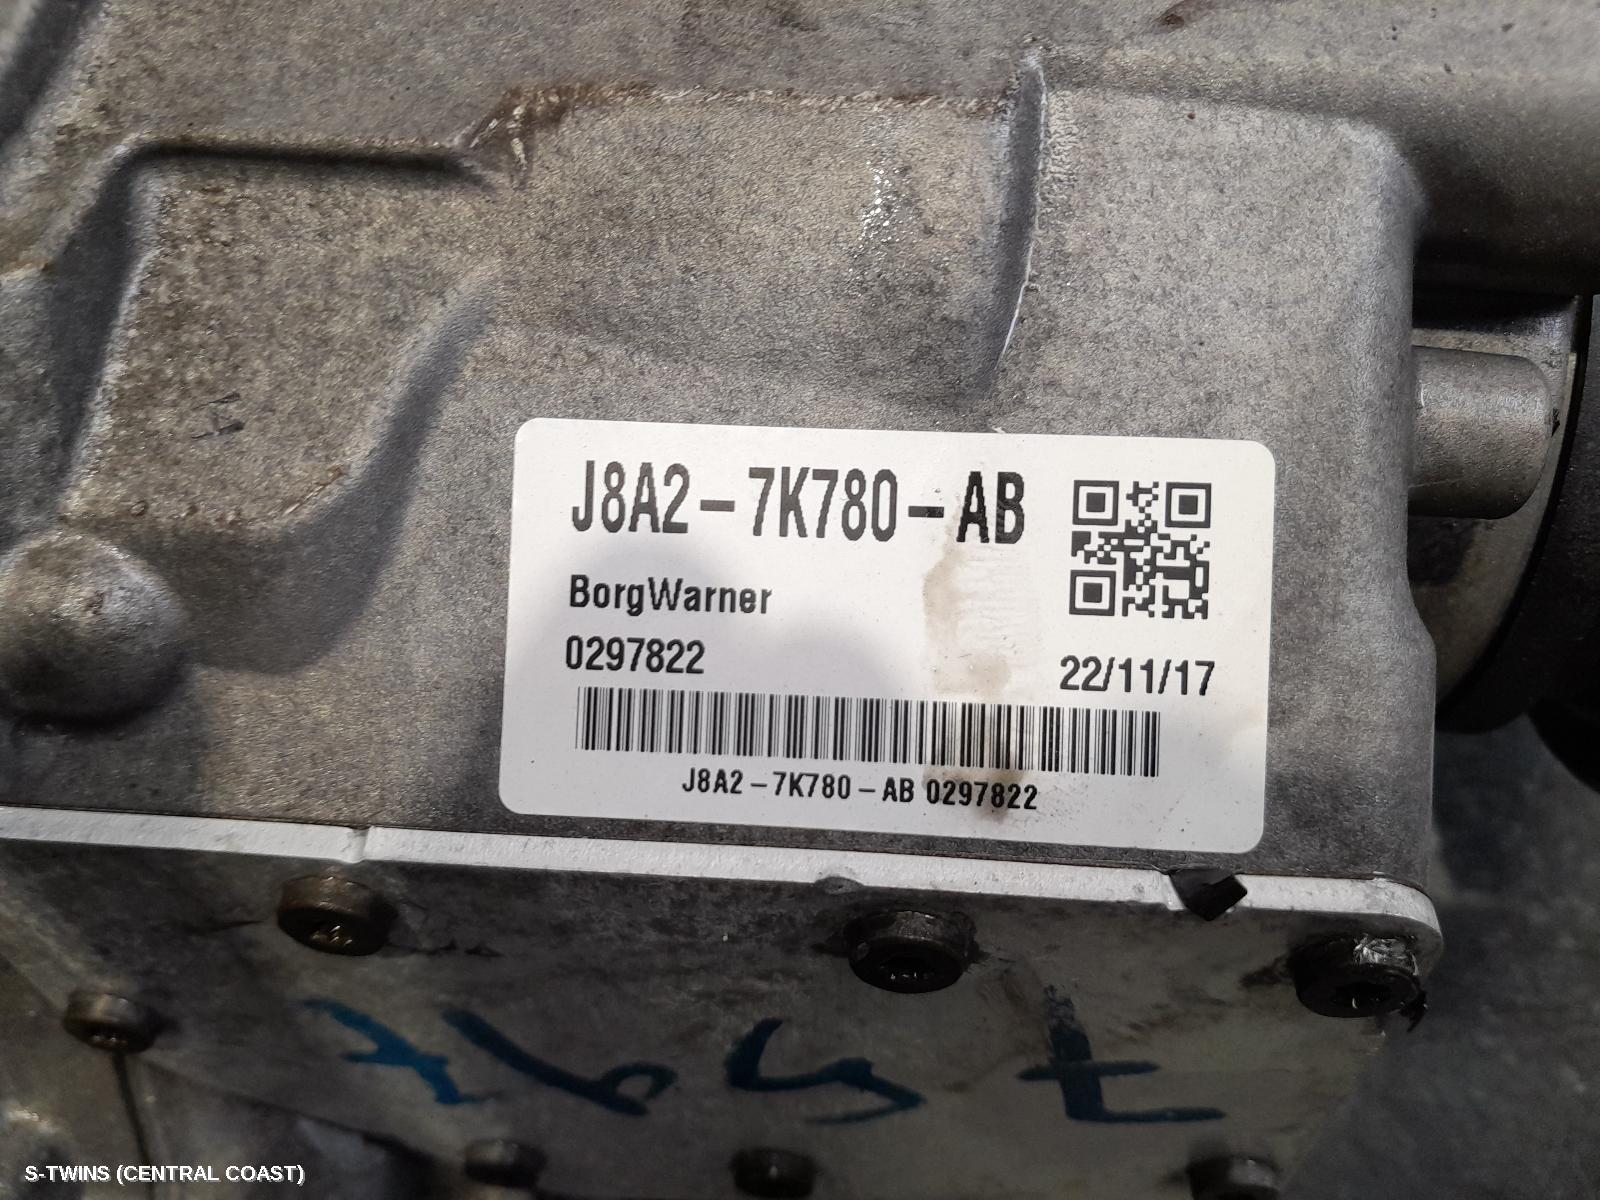 J8A2-7K780-AB
BorgWarner
0297822
22/11/17
J8A2-7K780-AB 0297822
S-TWINS (CENTRAL COAST)